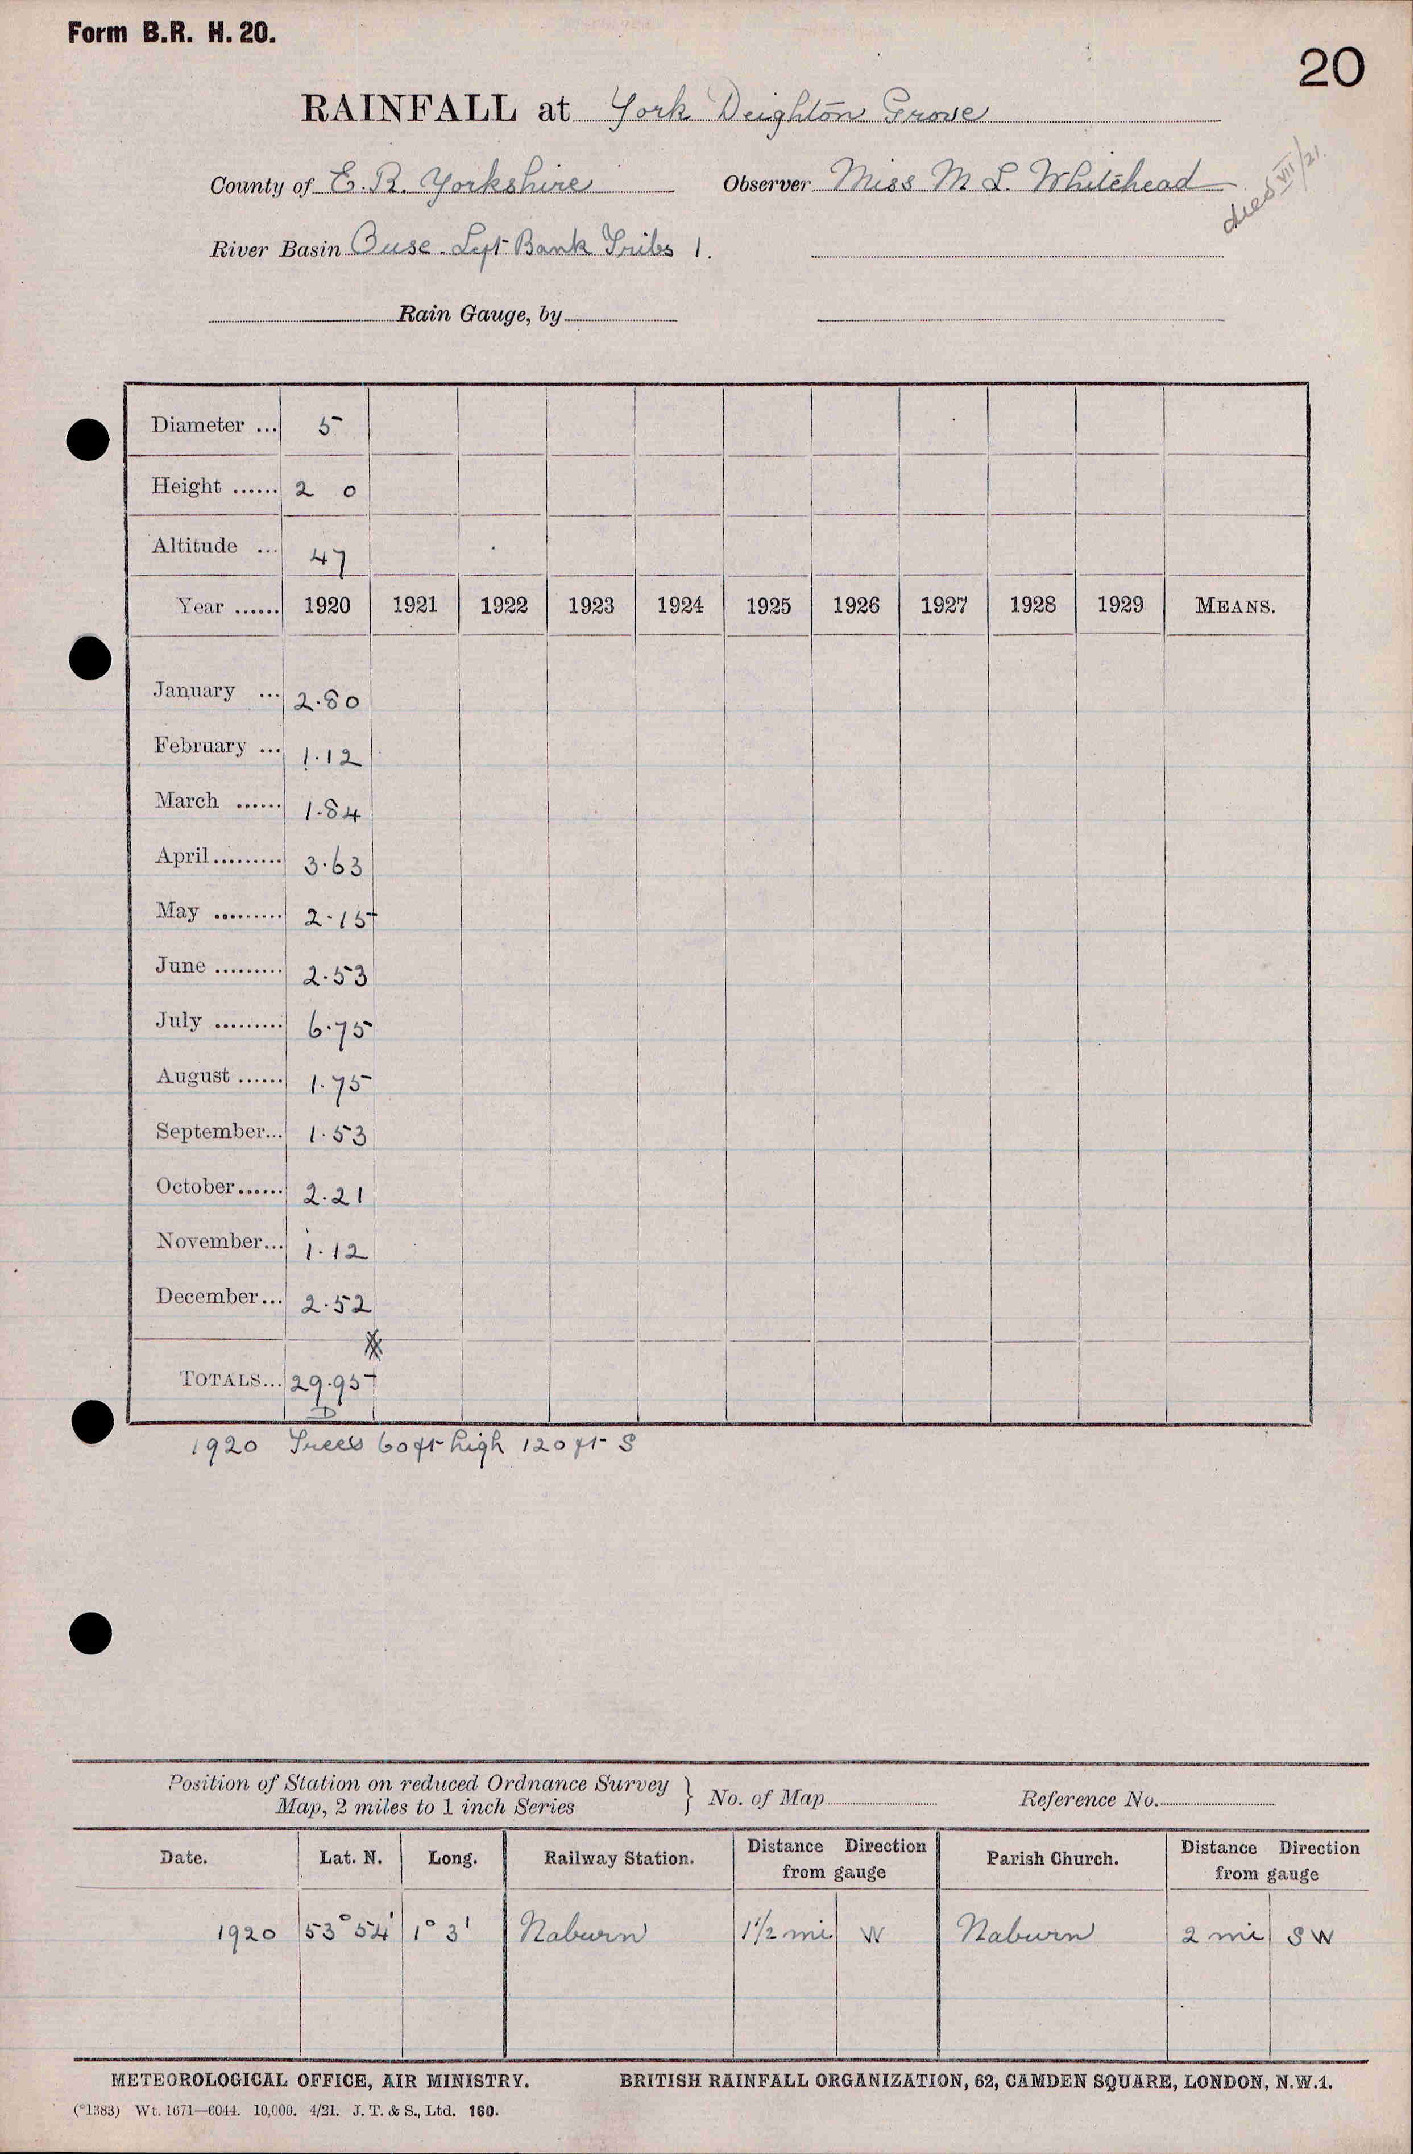 Form B.R. H. 20.
20
RAINFALL at York Deighton Grove
County of E. R. Yorkshire Observer Miss M L. Whitehead
died VII/21.
River Basin Ouse. Left Bank Tribs 1.
Rain Gauge, by
Diameter ... 5
Height ...... 2 0
Altitude ... 47
Year ...... 1920 1921 1922 1923 1924 1925 1926 1927 1928 1929 MEANS.
January ... 2.80
February ... 1.12
March ...... 1.84
April ......... 3.63
May ......... 2.15
June ......... 2.53
July ......... 6.75
August ...... 1.75
September... 1.53
October...... 2.21
November... 1.12
December... 2.52
TOTALS... 29.95
D
1920 Trees 60 ft high 120 ft S
Position of Station on reduced Ordnance Survey
Map, 2 miles to 1 inch Series } No. of Map Reference No.
Date. Lat. N. Long. Railway Station. Distance Direction from gauge Parish Church. Distance Direction from gauge
1920 53° 54' 1° 3' Naburn 1½ mi W Naburn 2 mi SW
METEOROLOGICAL OFFICE, AIR MINISTRY. BRITISH RAINFALL ORGANIZATION, 62, CAMDEN SQUARE, LONDON, N.W.1.
(*1383) Wt. 1671—6044. 10,000. 4/21. J. T. & S., Ltd. 160.